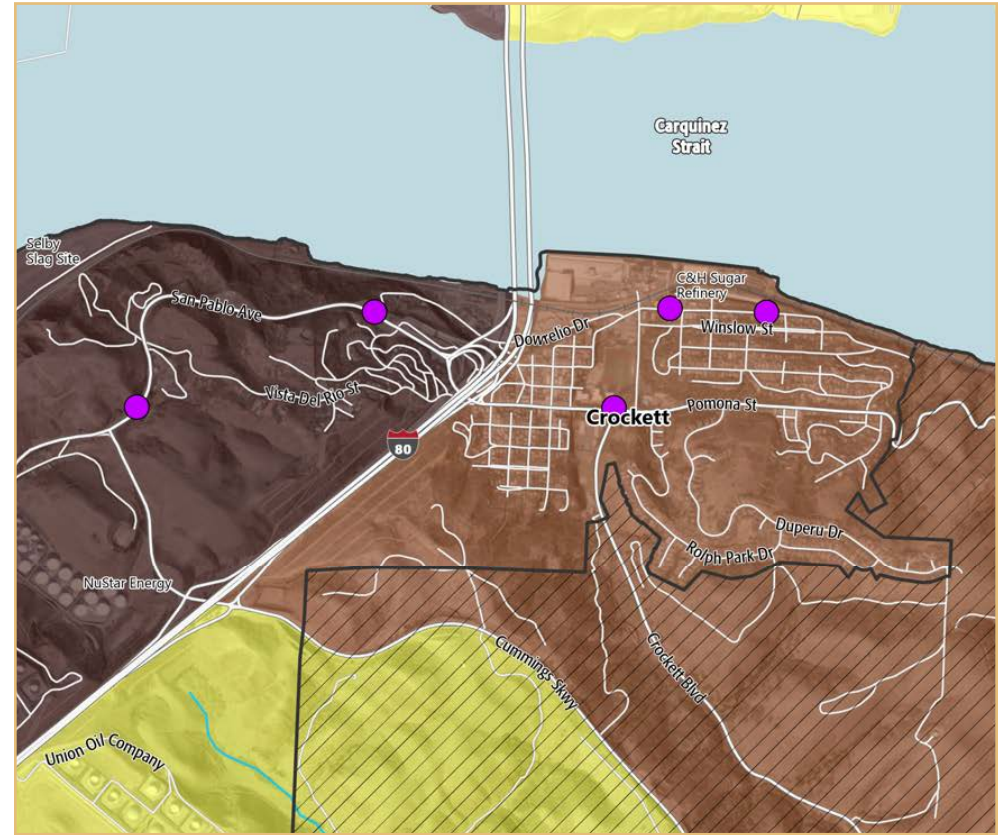 Carquinez
Strait
Selby
Slag Site
San Pablo Ave
C&H Sugar
Refinery
Winslow St
Dowrelio Dr
Vista Del Rio St
Pomona St
Crockett
80
Duperu Dr
Rolph Park Dr
NuStar Energy
Cummings Skwy
Crockett Blvd
Union Oil Company